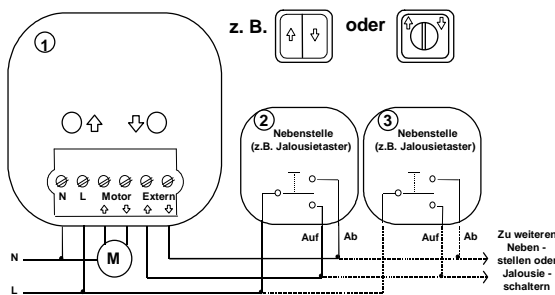 z. B.
oder
1
2
Nebenstelle
(z.B. Jalousietaster)
3
Nebenstelle
(z.B. Jalousietaster)
N L Motor Extern
Auf
Ab
Auf
Ab
Zu weiteren
Neben -
stellen oder
Jalousie -
schaltern
N
M
L